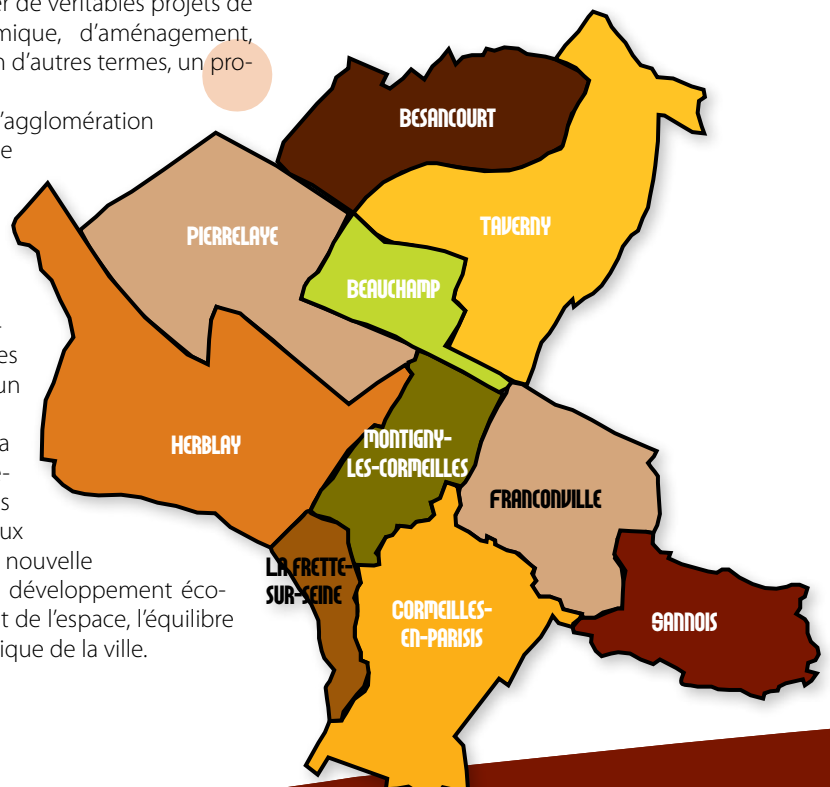 er de véritables projets de
mique, d'aménagement,
n d'autres termes, un pro-
'agglomération
e
-
es
un
a
e-
s
ux
nouvelle
développement éco-
t de l'espace, l'équilibre
ique de la ville.
BESANCOURT
TAVERNY
PIERRELAYE
BEAUCHAMP
HERBLAY
MONTIGNY-
LES-CORMEILLES
FRANCONVILLE
LA FRETTE-
SUR-SEINE
CORMEILLES-
EN-PARISIS
SANNOIS